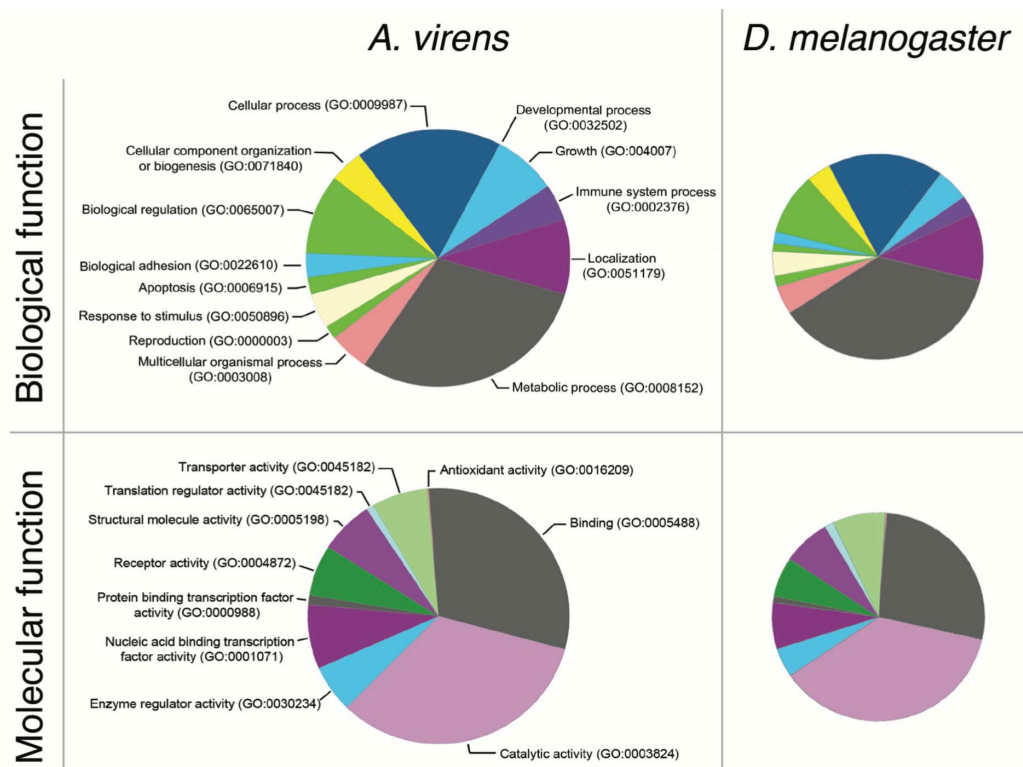 A. virens
D. melanogaster
Biological function
Cellular process (GO:0009987)
Developmental process
(GO:0032502)
Cellular component organization
or biogenesis (GO:0071840)
Growth (GO:004007)
Immune system process
(GO:0002376)
Biological regulation (GO:0065007)
Localization
(GO:0051179)
Biological adhesion (GO:0022610)
Apoptosis (GO:0006915)
Response to stimulus (GO:0050896)
Reproduction (GO:0000003)
Multicellular organismal process
(GO:0003008)
Metabolic process (GO:0008152)
Molecular function
Transporter activity (GO:0045182)
Antioxidant activity (GO:0016209)
Translation regulator activity (GO:0045182)
Structural molecule activity (GO:0005198)
Binding (GO:0005488)
Receptor activity (GO:0004872)
Protein binding transcription factor
activity (GO:0000988)
Nucleic acid binding transcription
factor activity (GO:0001071)
Enzyme regulator activity (GO:0030234)
Catalytic activity (GO:0003824)